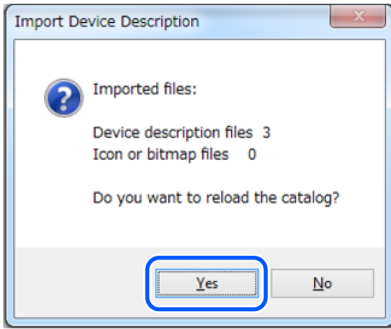 Import Device Description
Imported files:
Device description files 3
Icon or bitmap files 0
Do you want to reload the catalog?
Yes
No